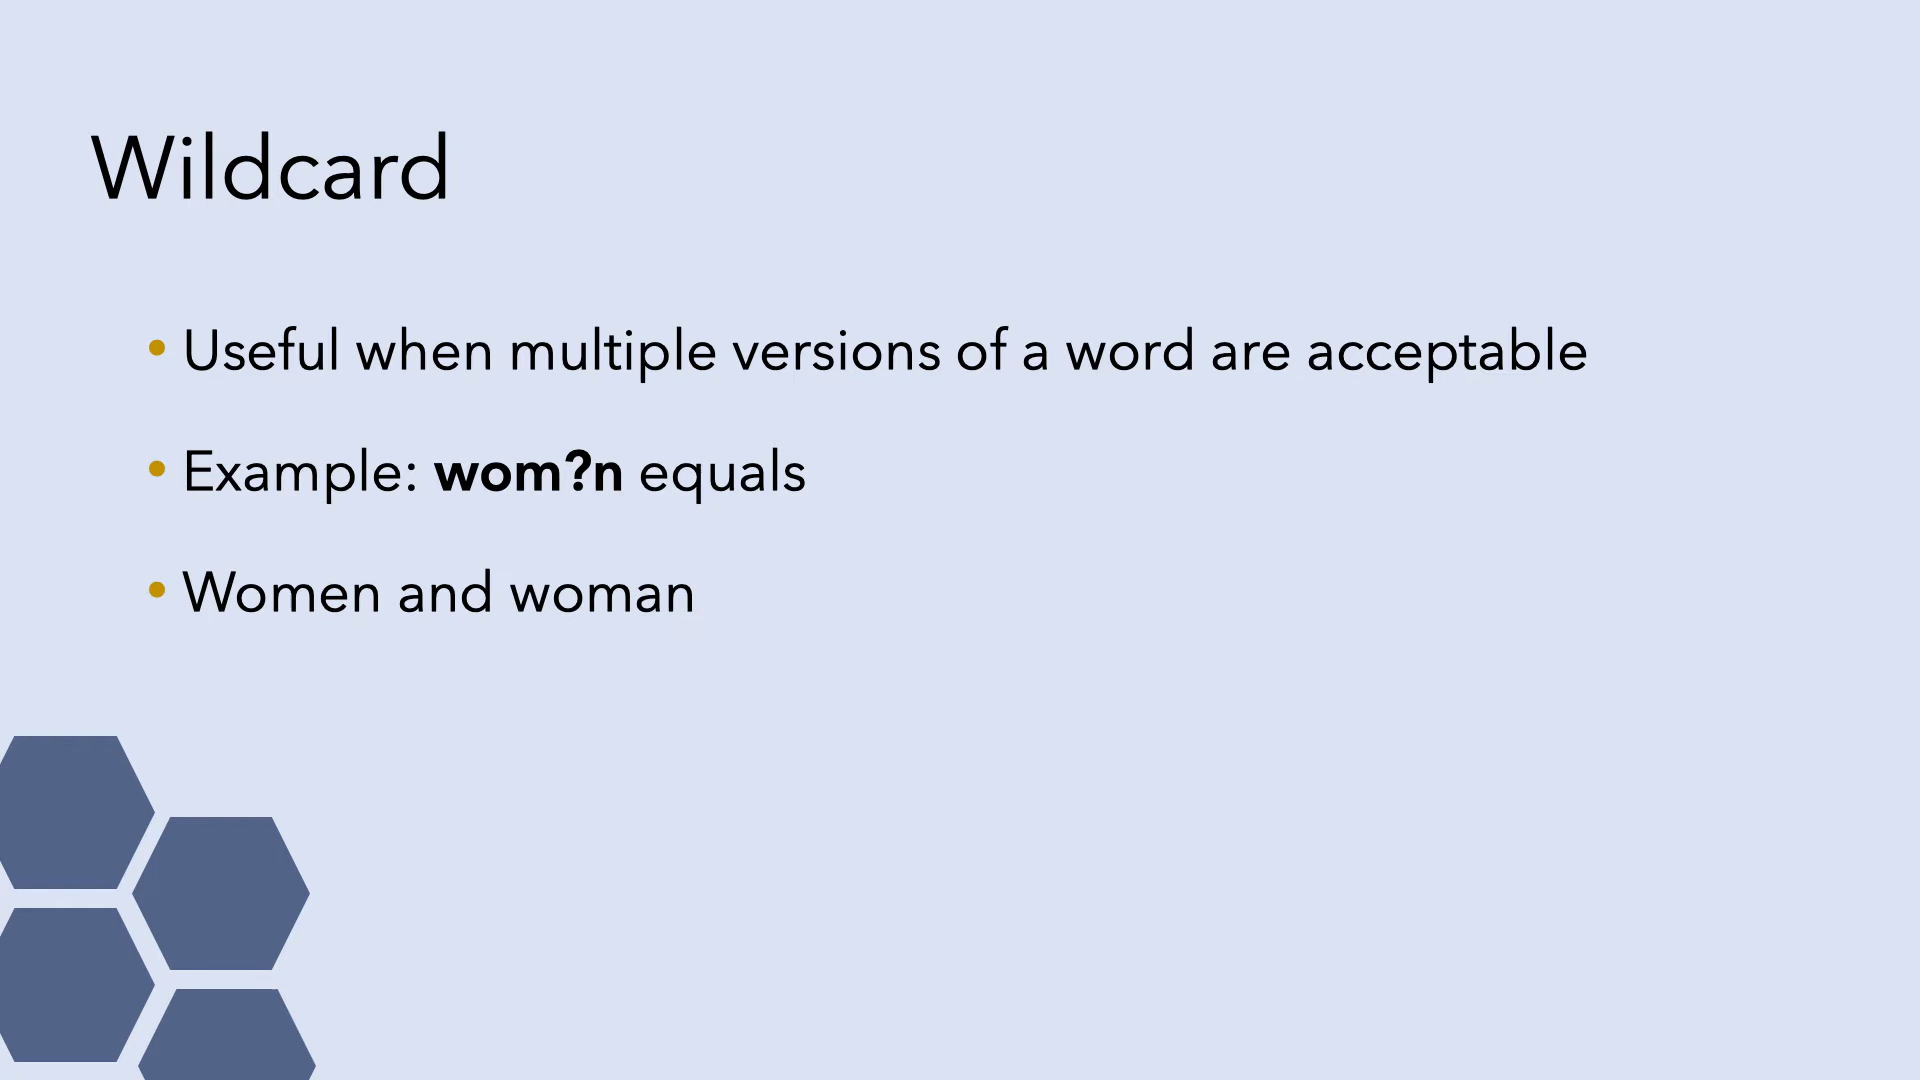 Wildcard
• Useful when multiple versions of a word are acceptable
• Example: wom?n equals
• Women and woman